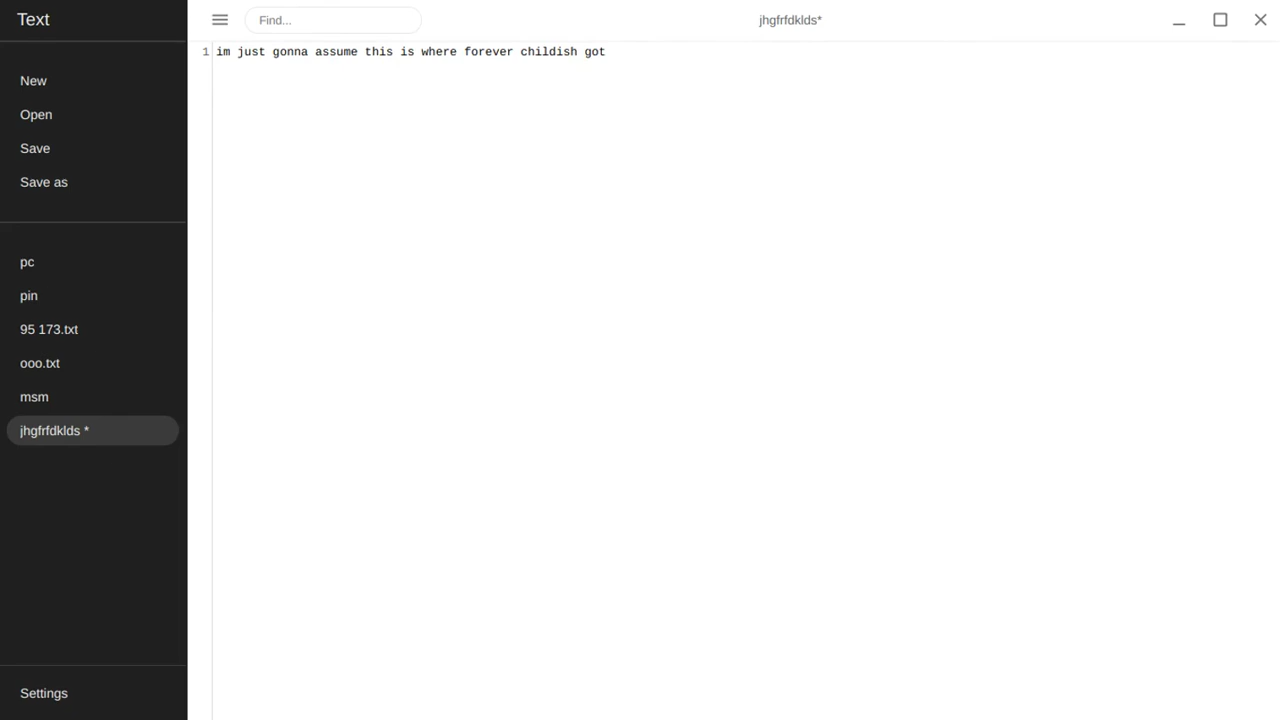 Text
Find...
jhgfrfdklds*
1 im just gonna assume this is where forever childish got
New
Open
Save
Save as
pc
pin
95 173.txt
ooo.txt
msm
jhgfrfdklds *
Settings